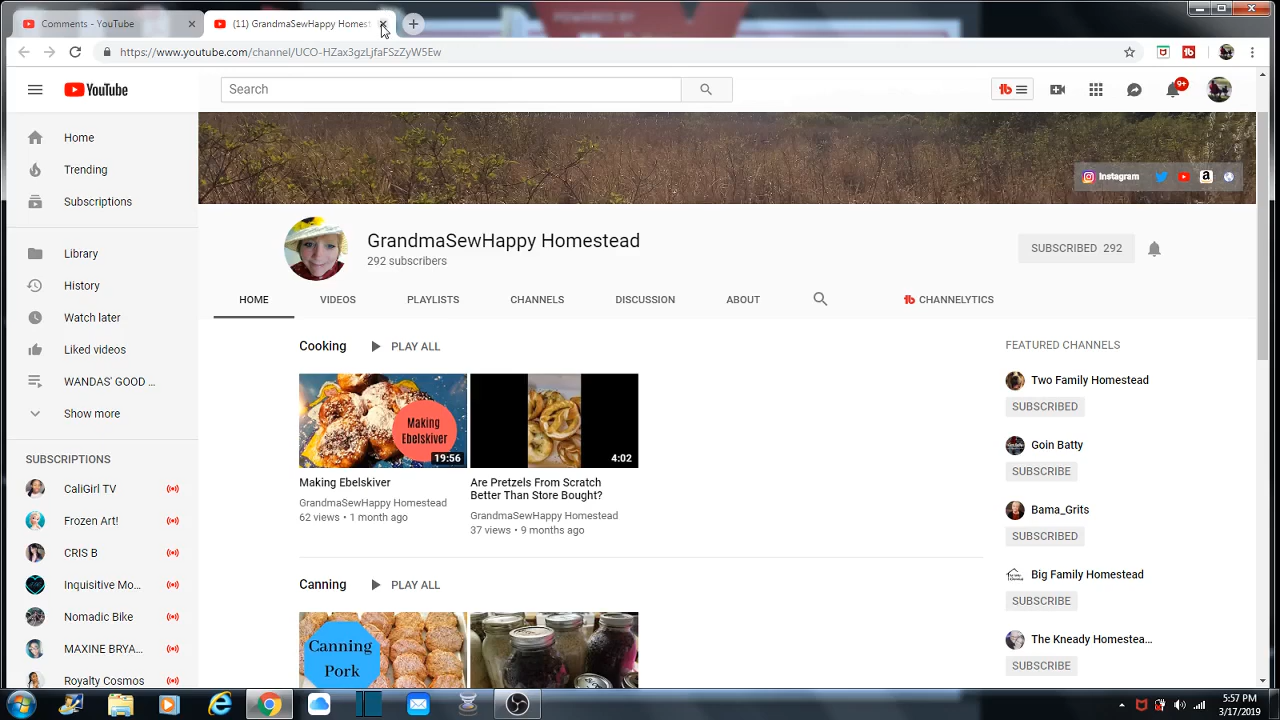 Comments - YouTube
(11) GrandmaSewHappy Homest
https://www.youtube.com/channel/UCO-HZax3gzLjfaFSzZyW5Ew
YouTube
Search
9+
Home
Trending
Subscriptions
Library
History
Watch later
Liked videos
WANDAS' GOOD ...
Show more
SUBSCRIPTIONS
CaliGirl TV
Frozen Art!
CRIS B
Inquisitive Mo...
Nomadic Bike
MAXINE BRYA...
Royalty Cosmos
Instagram
GrandmaSewHappy Homestead
292 subscribers
SUBSCRIBED 292
HOME VIDEOS PLAYLISTS CHANNELS DISCUSSION ABOUT CHANNELYTICS
Cooking PLAY ALL
Making
Ebelskiver
19:56
4:02
Making Ebelskiver
GrandmaSewHappy Homestead
62 views • 1 month ago
Are Pretzels From Scratch
Better Than Store Bought?
GrandmaSewHappy Homestead
37 views • 9 months ago
Canning PLAY ALL
Canning
Pork
FEATURED CHANNELS
Two Family Homestead
SUBSCRIBED
Goin Batty
SUBSCRIBE
Bama_Grits
SUBSCRIBED
Big Family Homestead
SUBSCRIBE
The Kneady Homestea...
SUBSCRIBE
5:57 PM
3/17/2019